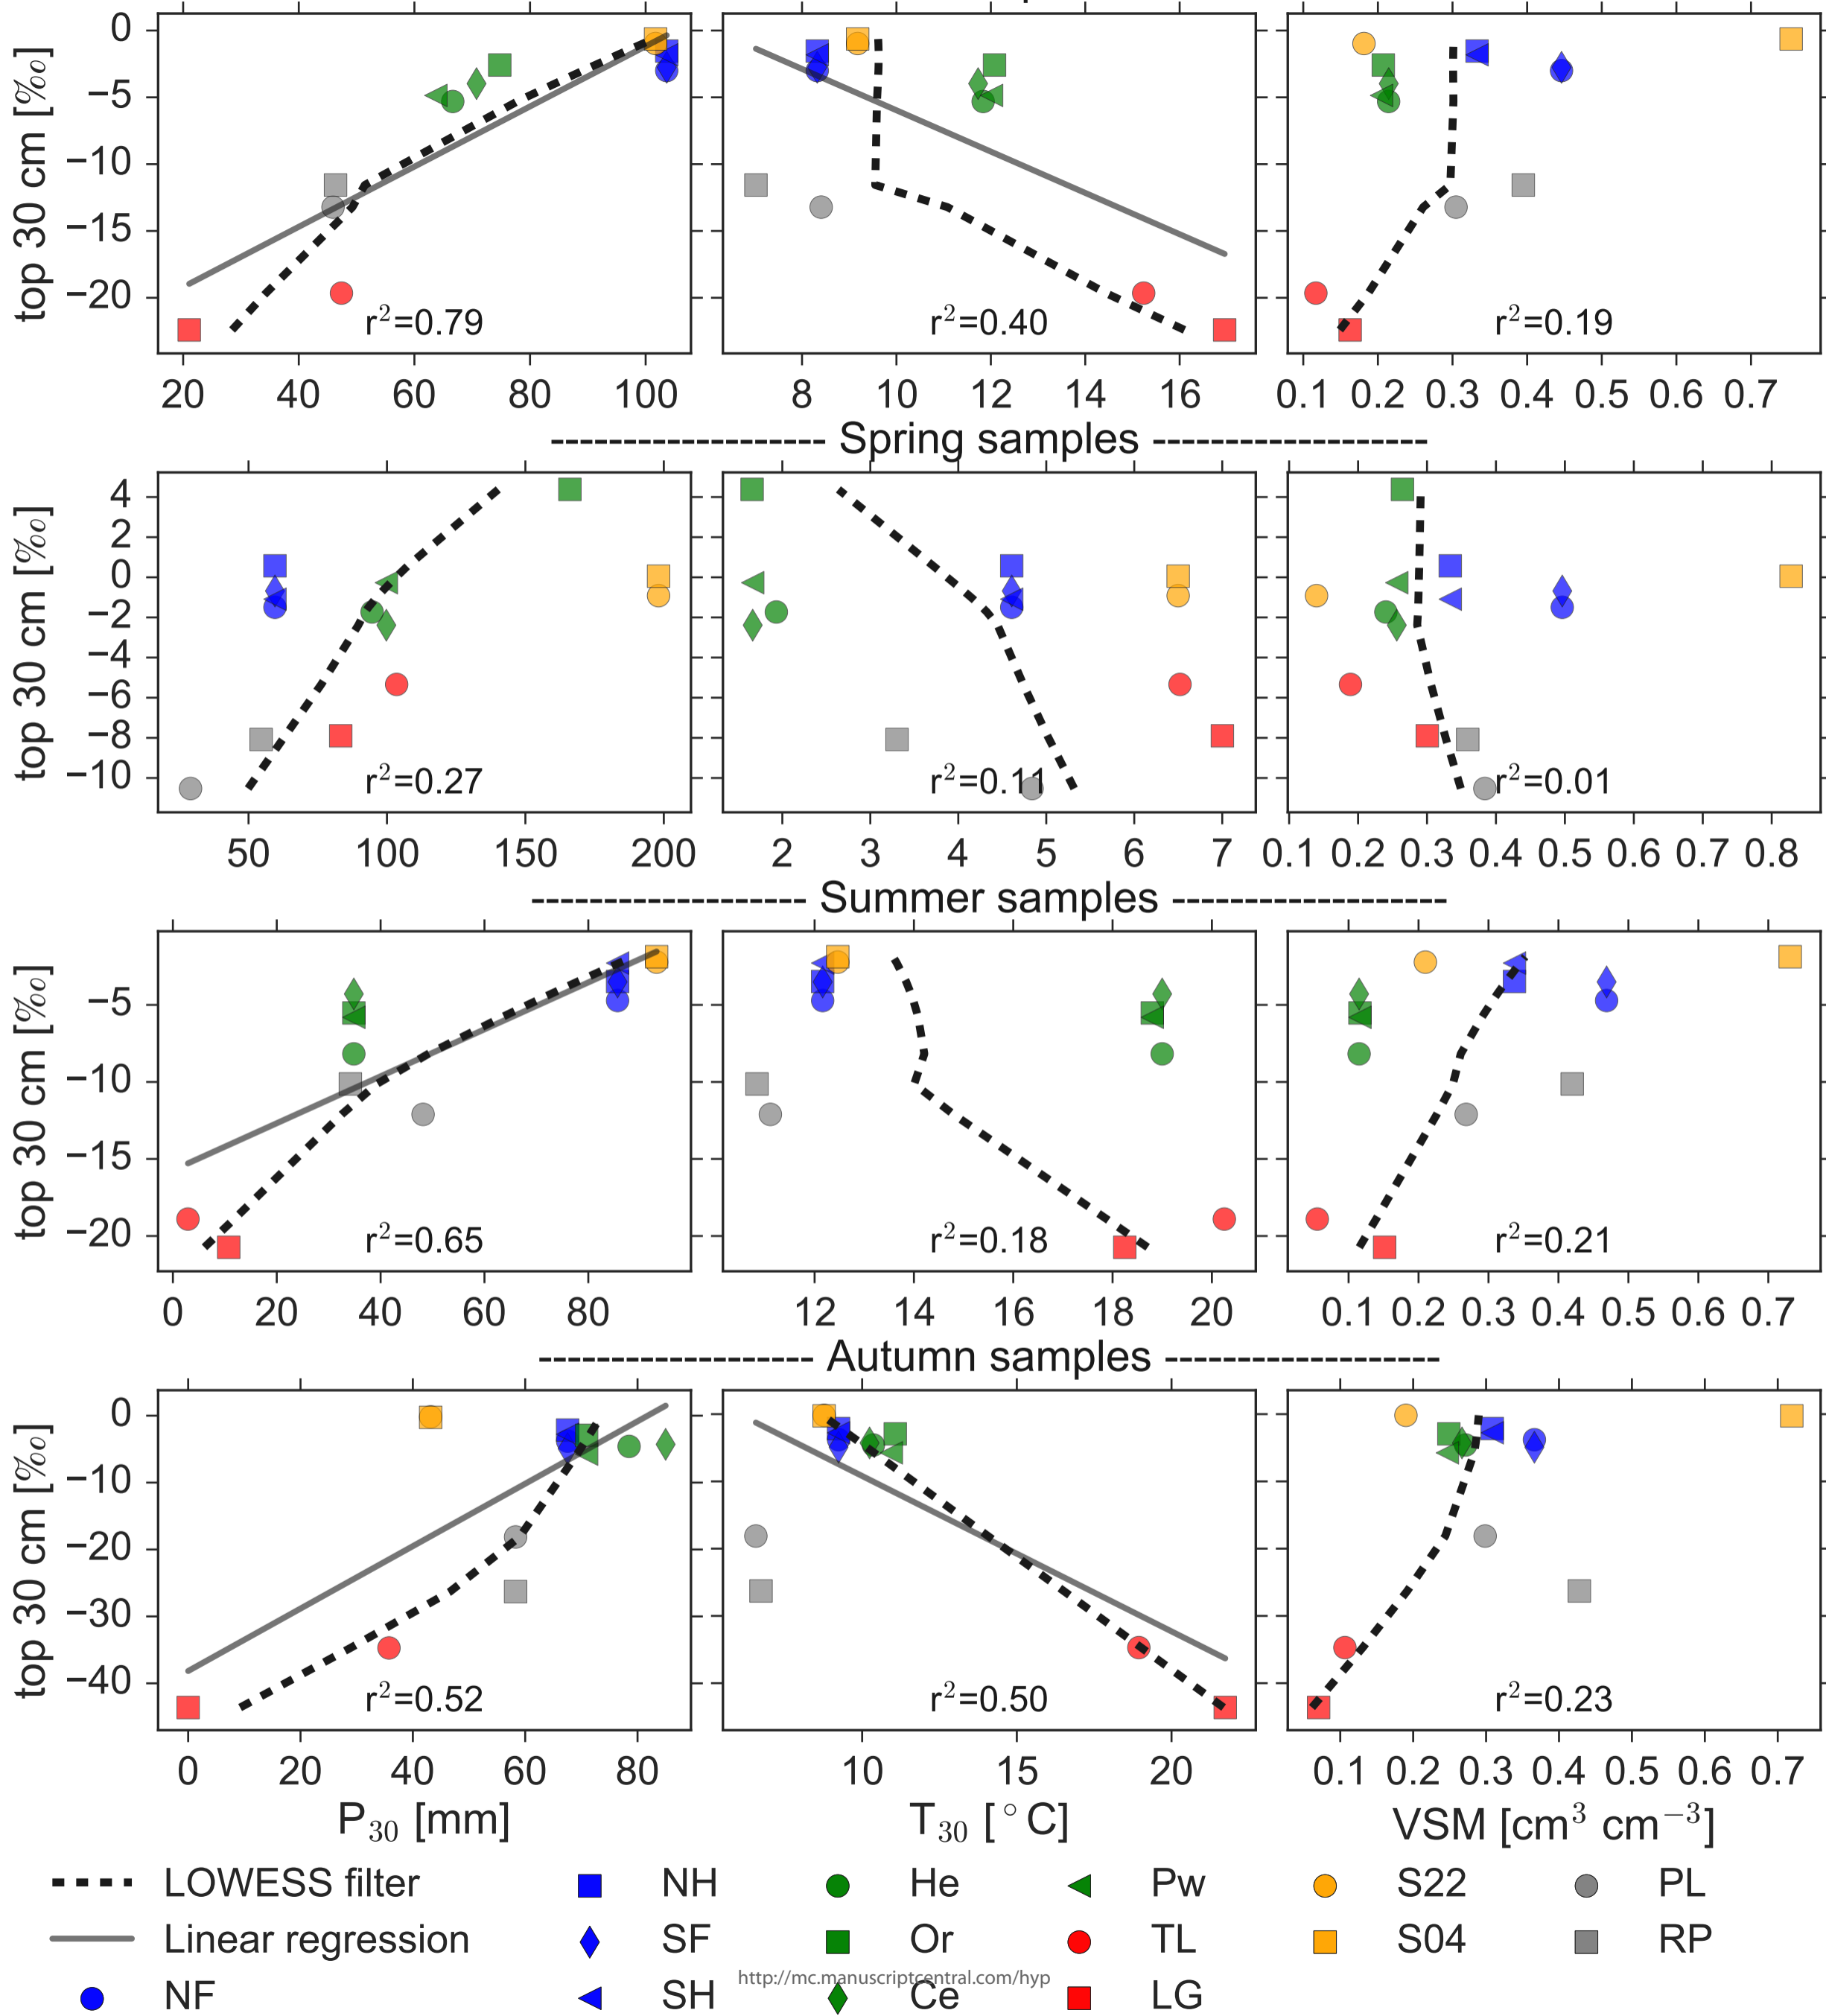 top 30 cm [‰]
0
−5
−10
−15
−20
r²=0.79
r²=0.40
r²=0.19
20 40 60 80 100
8 10 12 14 16
0.1 0.2 0.3 0.4 0.5 0.6 0.7
Spring samples
top 30 cm [‰]
4
2
0
−2
−4
−6
−8
−10
r²=0.27
r²=0.11
r²=0.01
50 100 150 200
2 3 4 5 6 7
0.1 0.2 0.3 0.4 0.5 0.6 0.7 0.8
Summer samples
top 30 cm [‰]
−5
−10
−15
−20
r²=0.65
r²=0.18
r²=0.21
0 20 40 60 80
12 14 16 18 20
0.1 0.2 0.3 0.4 0.5 0.6 0.7
Autumn samples
top 30 cm [‰]
0
−10
−20
−30
−40
r²=0.52
r²=0.50
r²=0.23
0 20 40 60 80
10 15 20
0.1 0.2 0.3 0.4 0.5 0.6 0.7
P₃₀ [mm]
T₃₀ [°C]
VSM [cm³ cm⁻³]
LOWESS filter NH He Pw S22 PL
Linear regression SF Or TL S04 RP
NF SH Ce LG
http://mc.manuscriptcentral.com/hyp